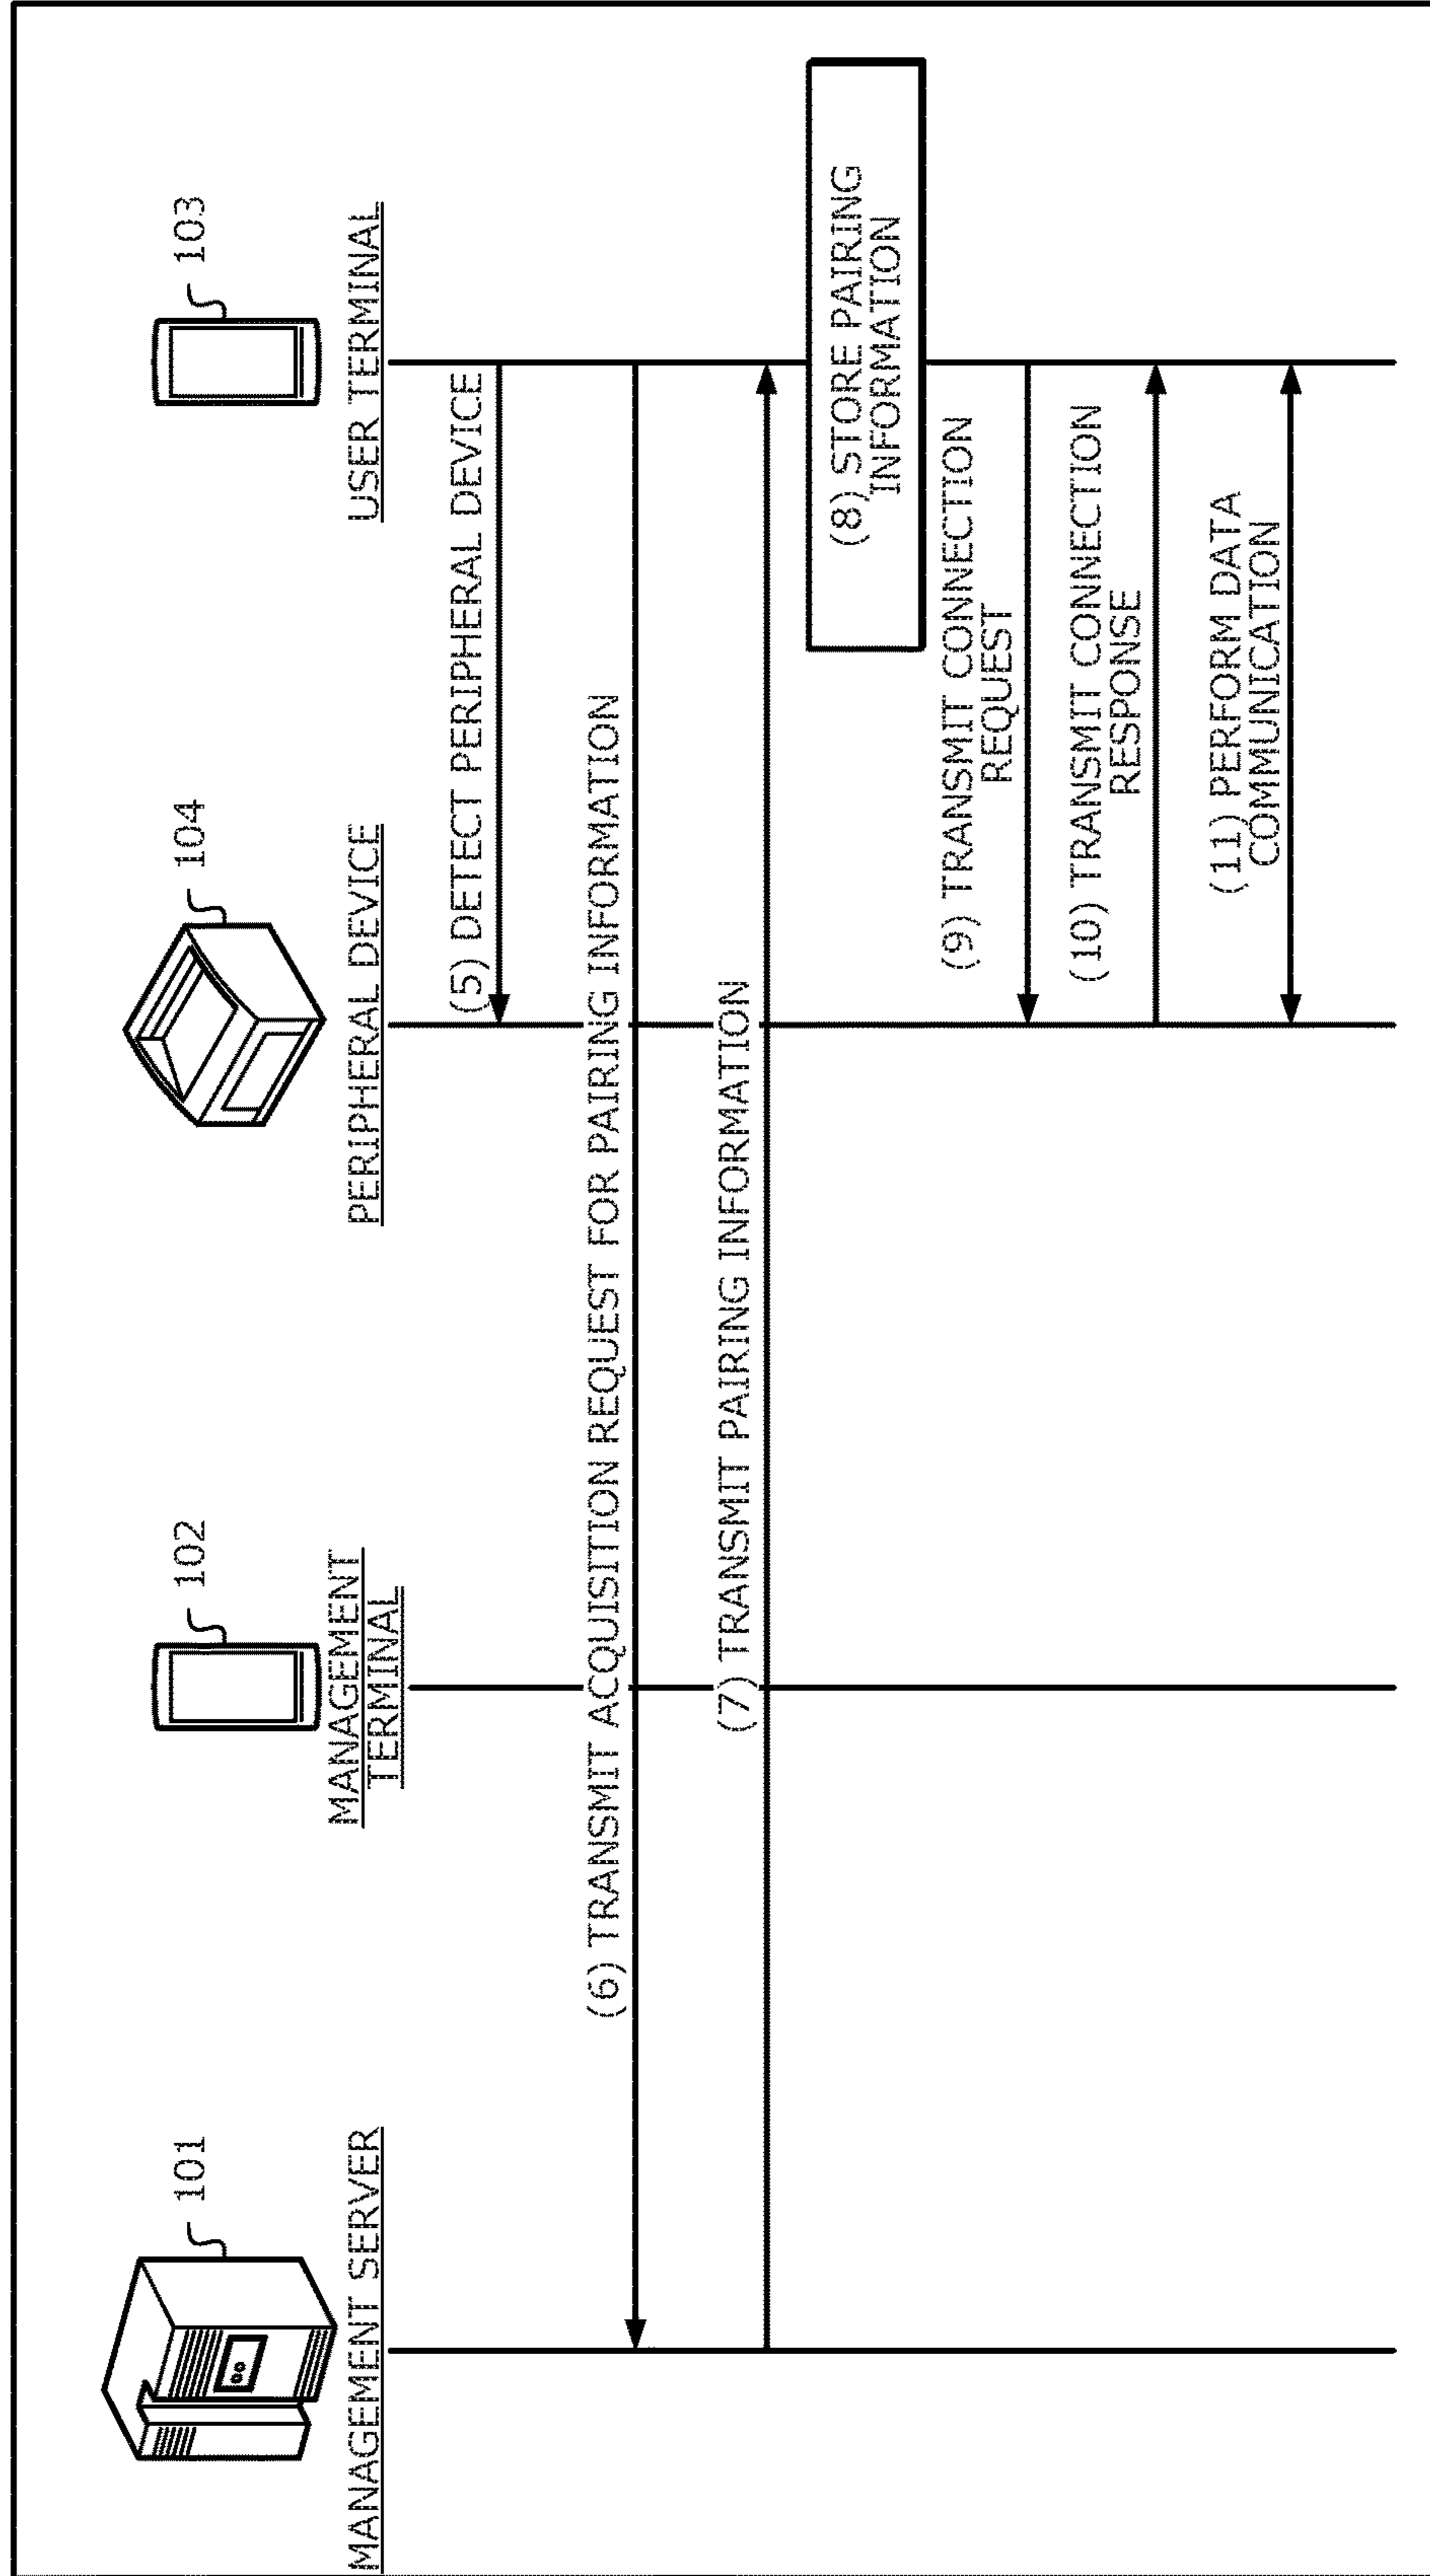 101
MANAGEMENT SERVER
102
MANAGEMENT
TERMINAL
104
PERIPHERAL DEVICE
103
USER TERMINAL
(5) DETECT PERIPHERAL DEVICE
(6) TRANSMIT ACQUISITION REQUEST FOR PAIRING INFORMATION
(7) TRANSMIT PAIRING INFORMATION
(8) STORE PAIRING
INFORMATION
(9) TRANSMIT CONNECTION
REQUEST
(10) TRANSMIT CONNECTION
RESPONSE
(11) PERFORM DATA
COMMUNICATION